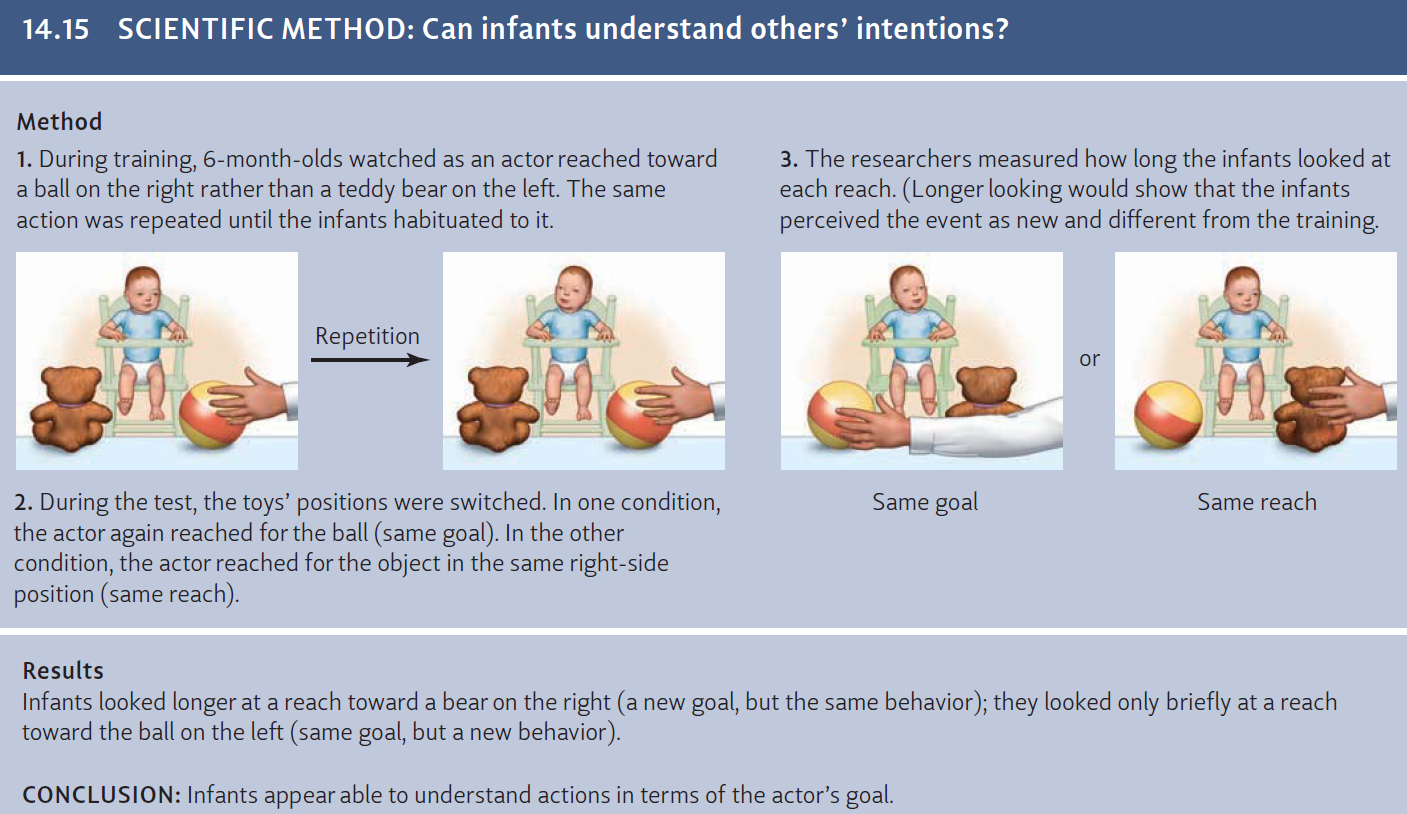 14.15 SCIENTIFIC METHOD: Can infants understand others’ intentions?
Method
1. During training, 6-month-olds watched as an actor reached toward
a ball on the right rather than a teddy bear on the left. The same
action was repeated until the infants habituated to it.
Repetition
2. During the test, the toys’ positions were switched. In one condition,
the actor again reached for the ball (same goal). In the other
condition, the actor reached for the object in the same right-side
position (same reach).
3. The researchers measured how long the infants looked at
each reach. (Longer looking would show that the infants
perceived the event as new and different from the training.
or
Same goal
Same reach
Results
Infants looked longer at a reach toward a bear on the right (a new goal, but the same behavior); they looked only briefly at a reach
toward the ball on the left (same goal, but a new behavior).
CONCLUSION: Infants appear able to understand actions in terms of the actor’s goal.